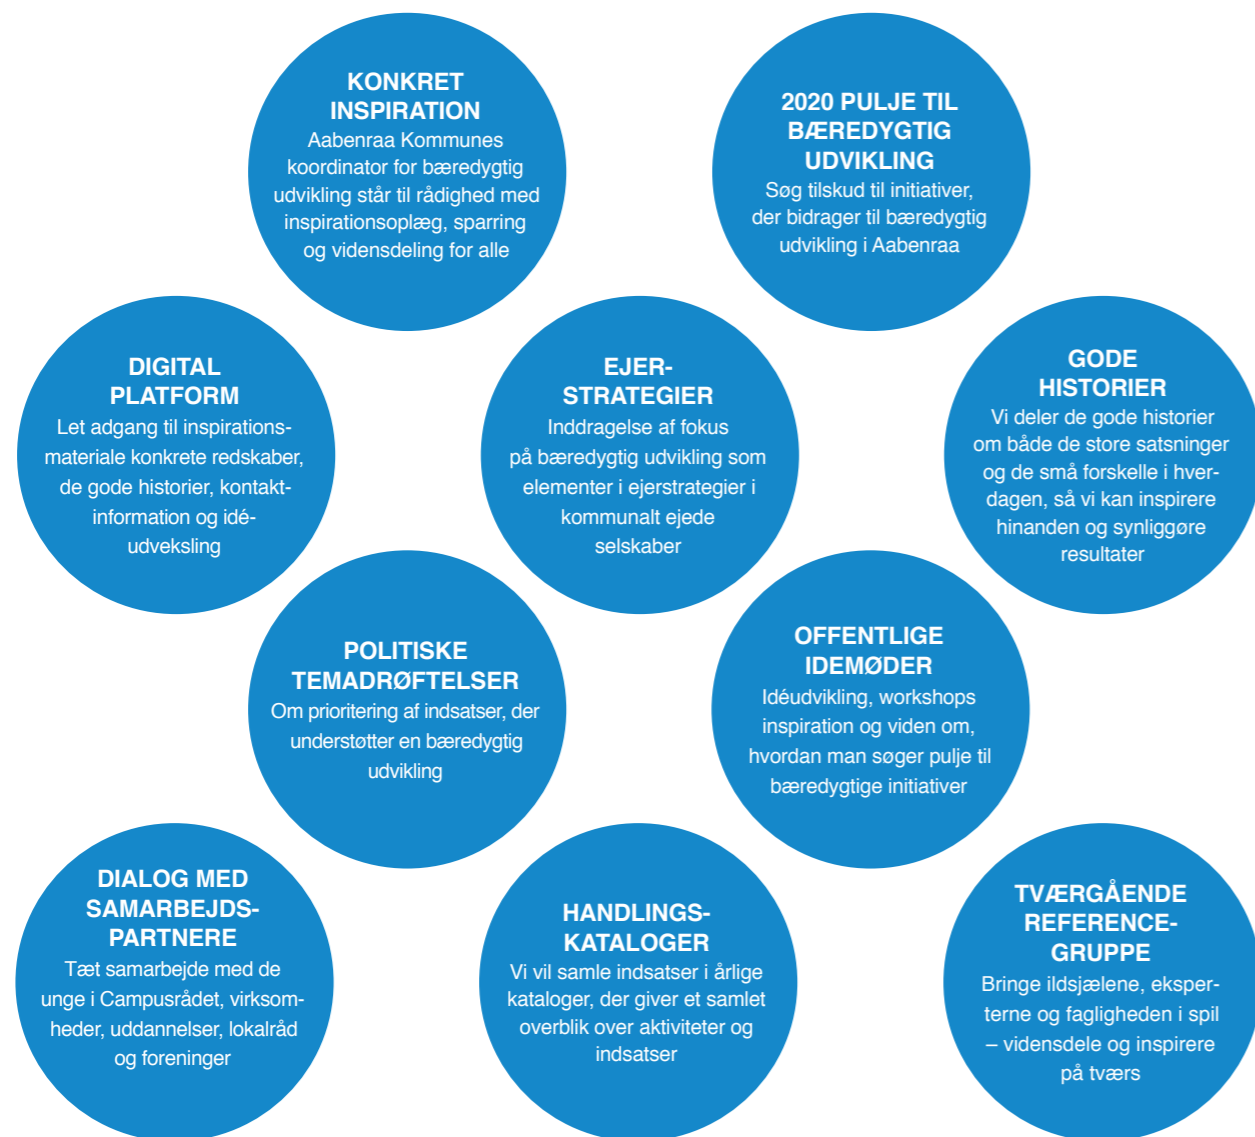 KONKRET
INSPIRATION
Aabenraa Kommunes
koordinator for bæredygtig
udvikling står til rådighed med
inspirationsoplæg, sparring
og vidensdeling for alle
2020 PULJE TIL
BÆREDYGTIG
UDVIKLING
Søg tilskud til initiativer,
der bidrager til bæredygtig
udvikling i Aabenraa
DIGITAL
PLATFORM
Let adgang til inspirations-
materiale konkrete redskaber,
de gode historier, kontakt-
information og idé-
udveksling
EJER-
STRATEGIER
Inddragelse af fokus
på bæredygtig udvikling som
elementer i ejerstrategier i
kommunalt ejede
selskaber
GODE
HISTORIER
Vi deler de gode historier
om både de store satsninger
og de små forskelle i hver-
dagen, så vi kan inspirere
hinanden og synliggøre
resultater
POLITISKE
TEMADRØFTELSER
Om prioritering af indsatser, der
understøtter en bæredygtig
udvikling
OFFENTLIGE
IDEMØDER
Idéudvikling, workshops
inspiration og viden om,
hvordan man søger pulje til
bæredygtige initiativer
DIALOG MED
SAMARBEJDS-
PARTNERE
Tæt samarbejde med de
unge i Campusrådet, virksom-
heder, uddannelser, lokalråd
og foreninger
HANDLINGS-
KATALOGER
Vi vil samle indsatser i årlige
kataloger, der giver et samlet
overblik over aktiviteter og
indsatser
TVÆRGÅENDE
REFERENCE-
GRUPPE
Bringe ildsjælene, eksper-
terne og fagligheden i spil
– vidensdele og inspirere
på tværs